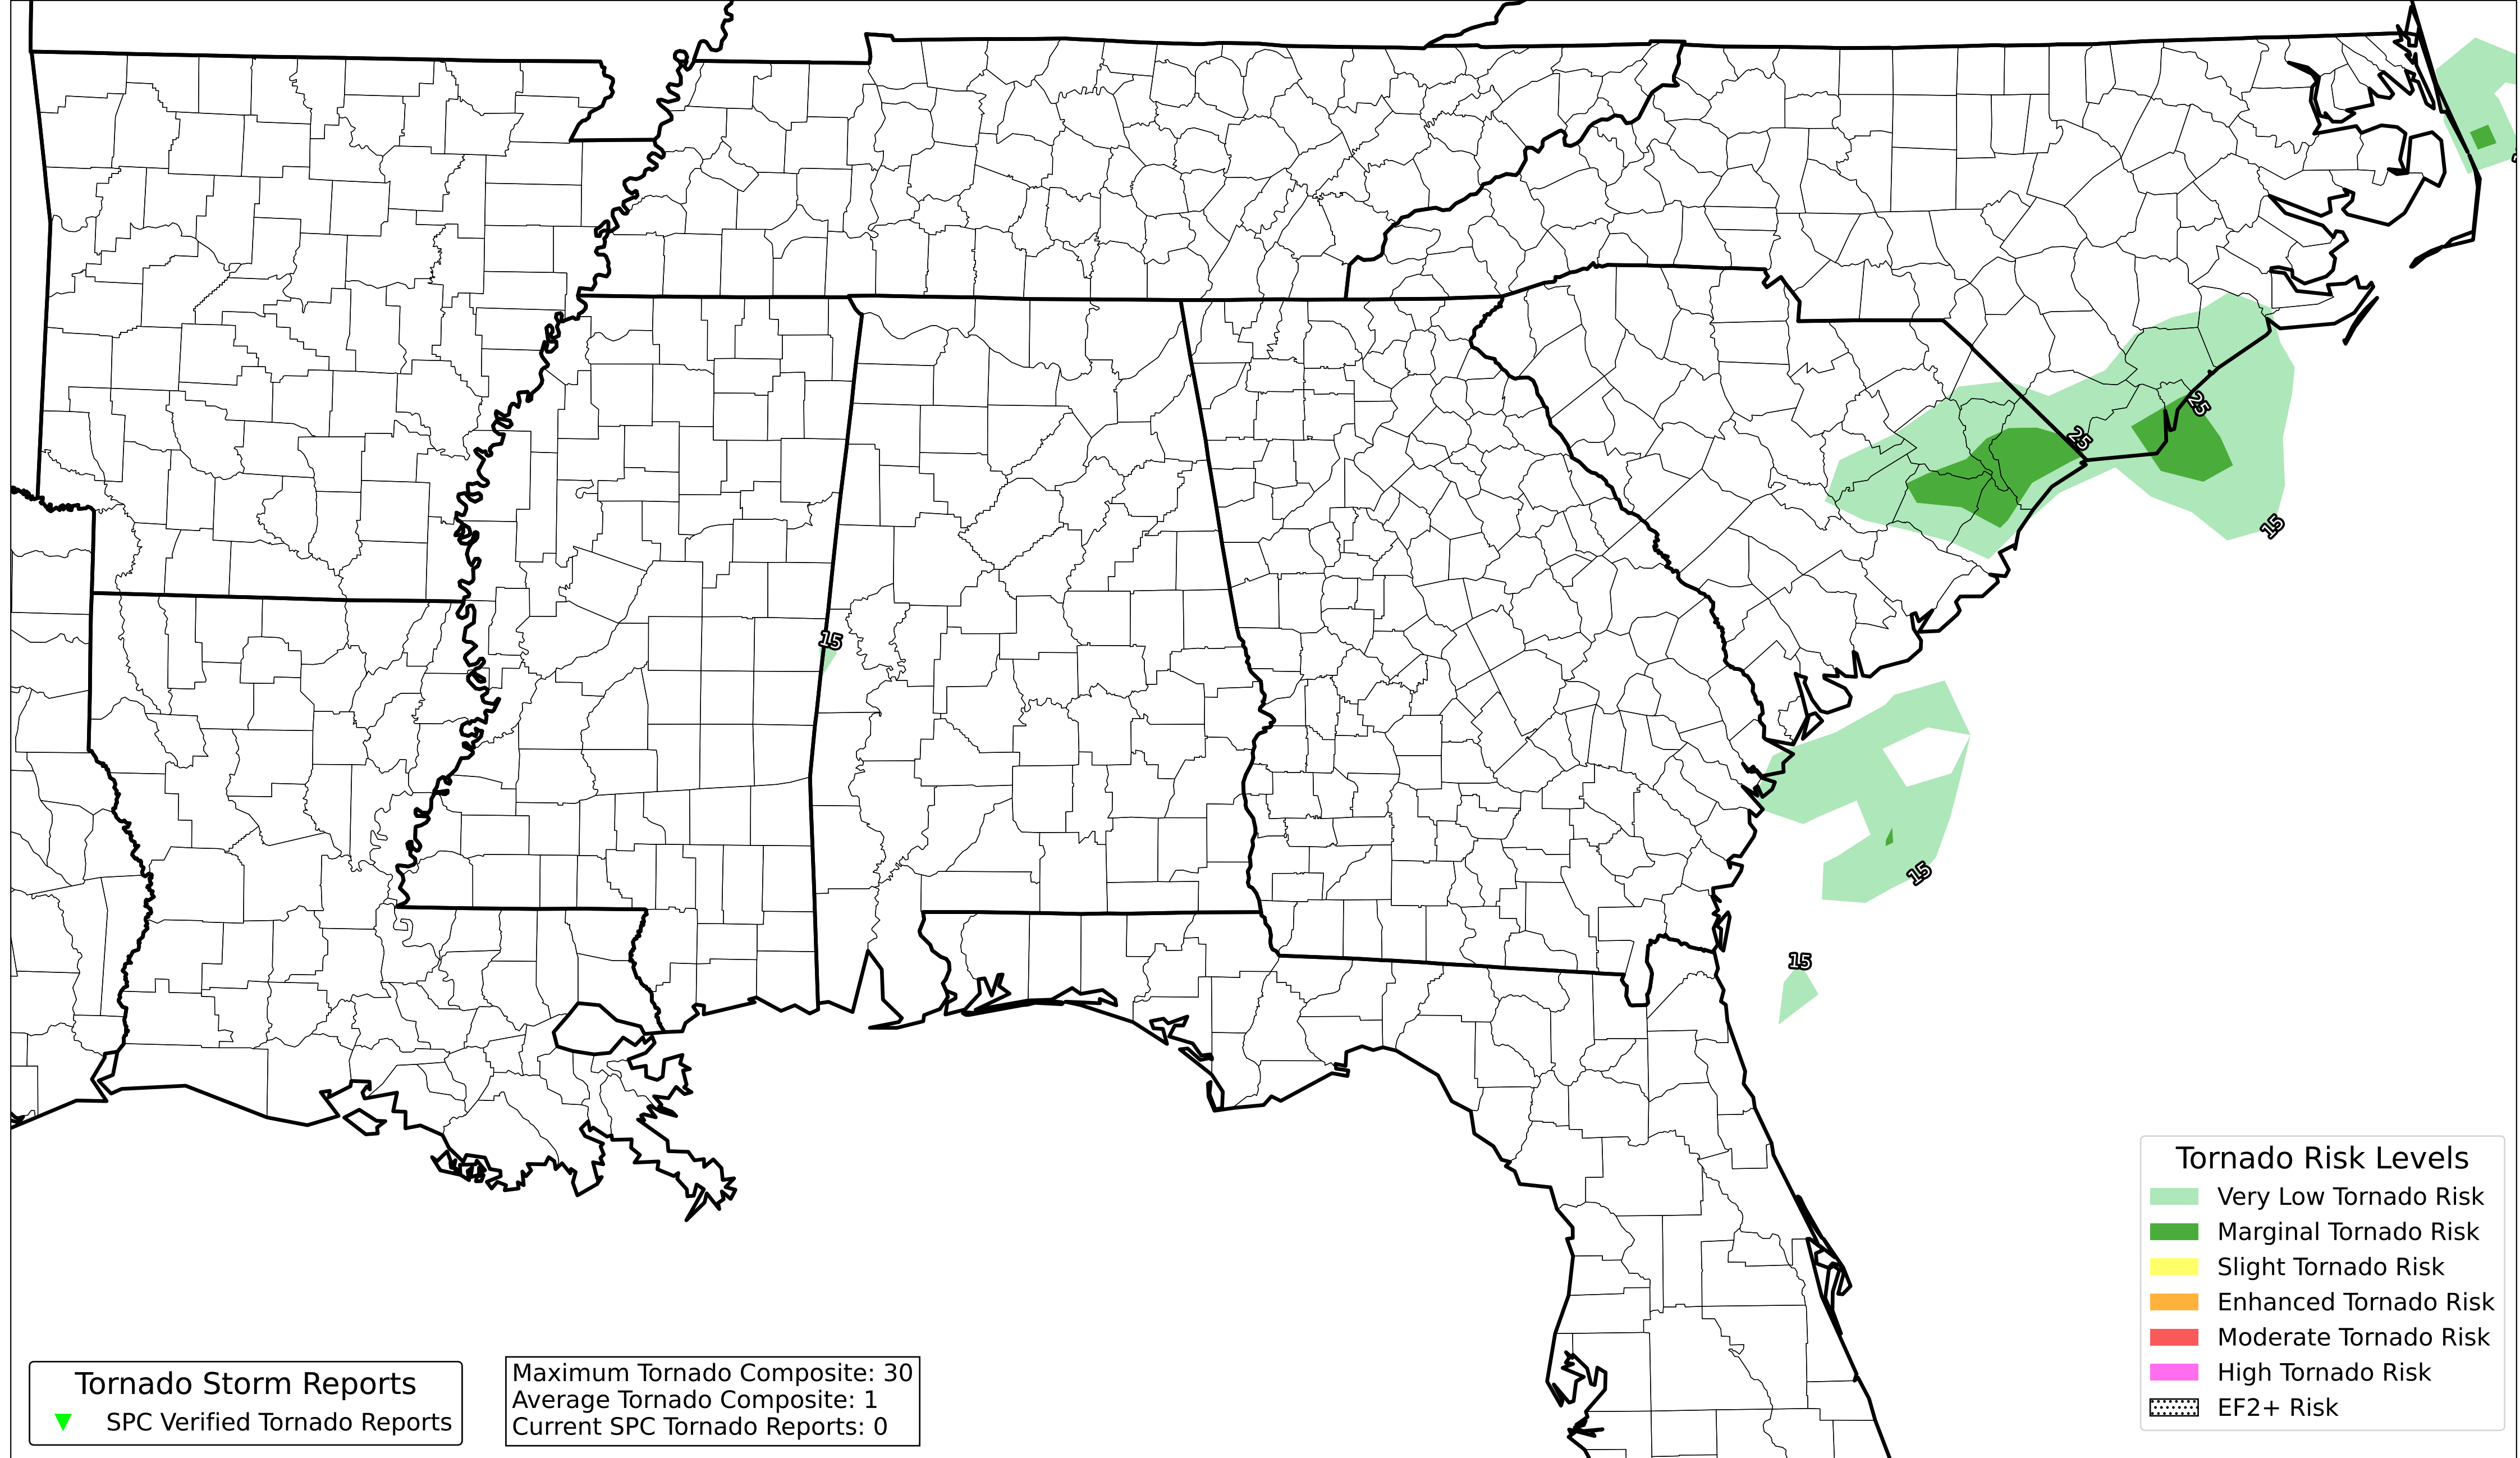 25
25
15
15
15
15
Tornado Risk Levels
Very Low Tornado Risk
Marginal Tornado Risk
Slight Tornado Risk
Enhanced Tornado Risk
Moderate Tornado Risk
High Tornado Risk
EF2+ Risk
Tornado Storm Reports
SPC Verified Tornado Reports
Maximum Tornado Composite: 30
Average Tornado Composite: 1
Current SPC Tornado Reports: 0